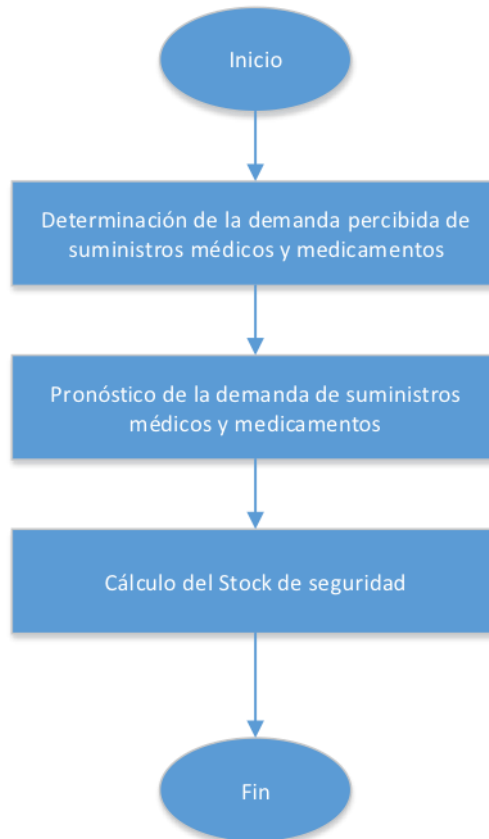 Inicio
Determinación de la demanda percibida de
suministros médicos y medicamentos
Pronóstico de la demanda de suministros
médicos y medicamentos
Cálculo del Stock de seguridad
Fin